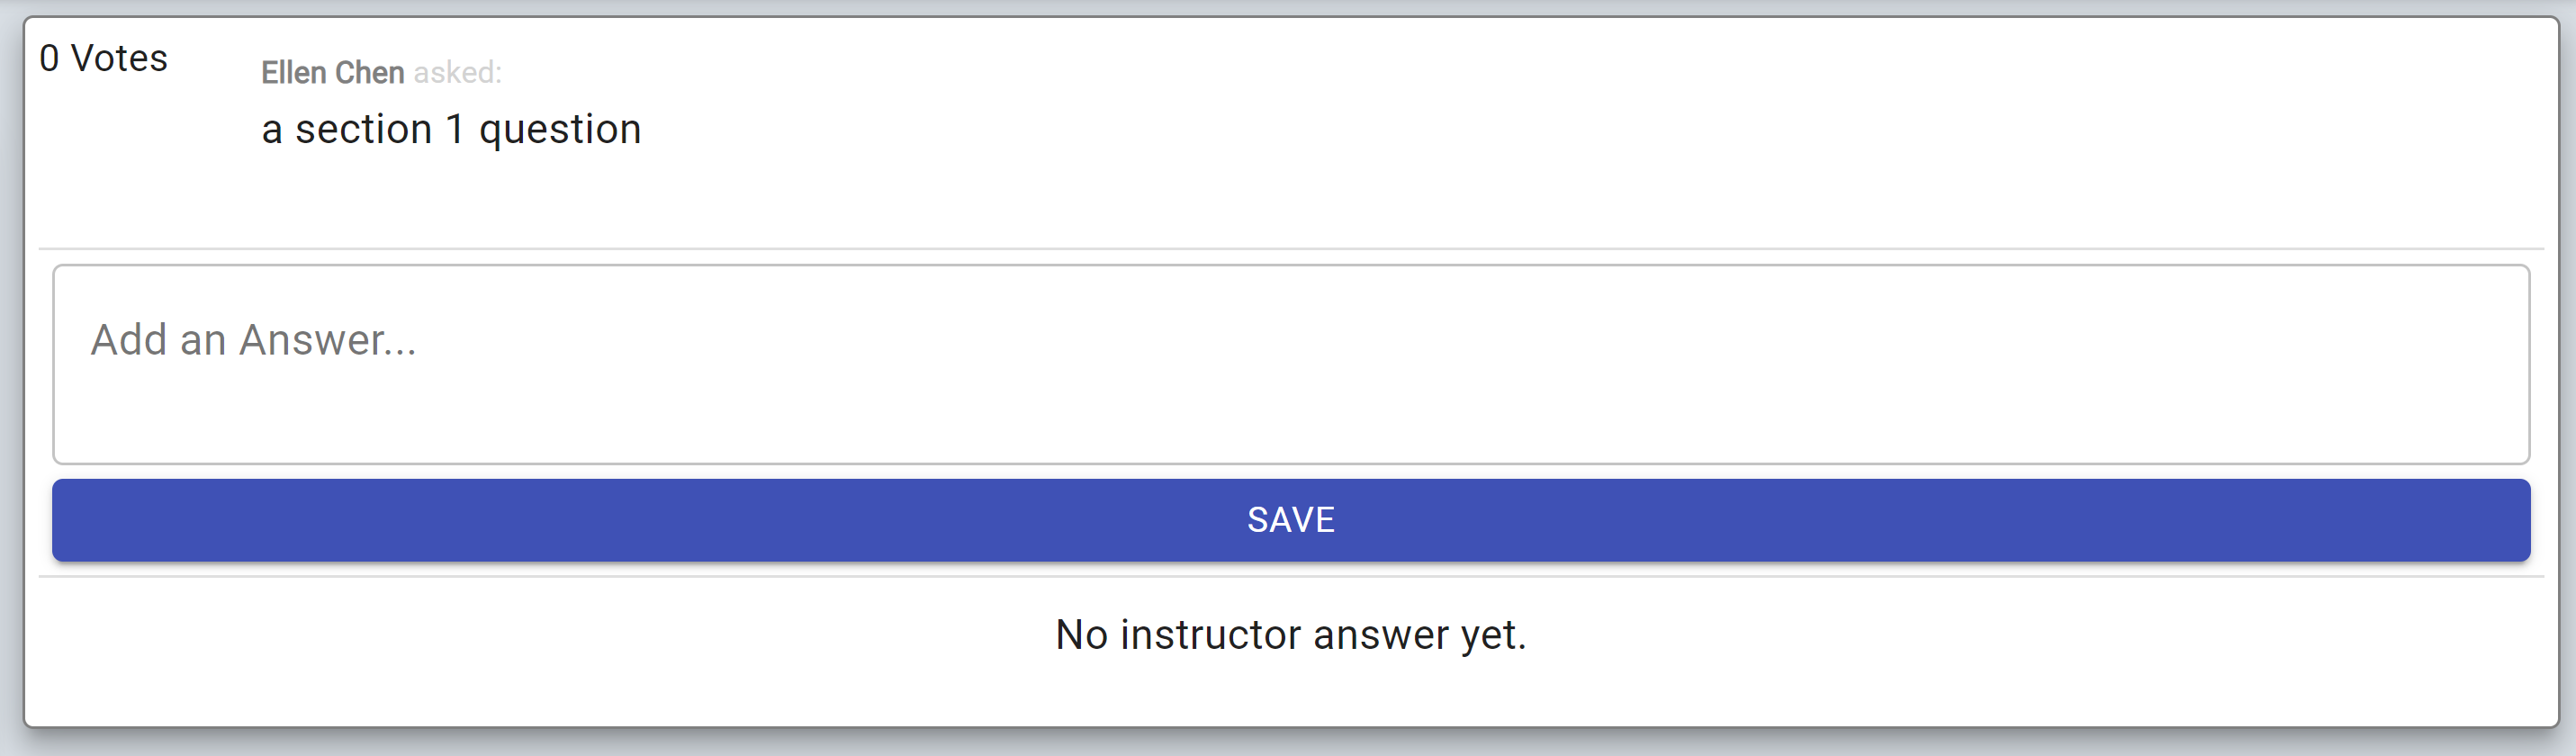 0 Votes
Ellen Chen asked:
a section 1 question
Add an Answer...
SAVE
No instructor answer yet.